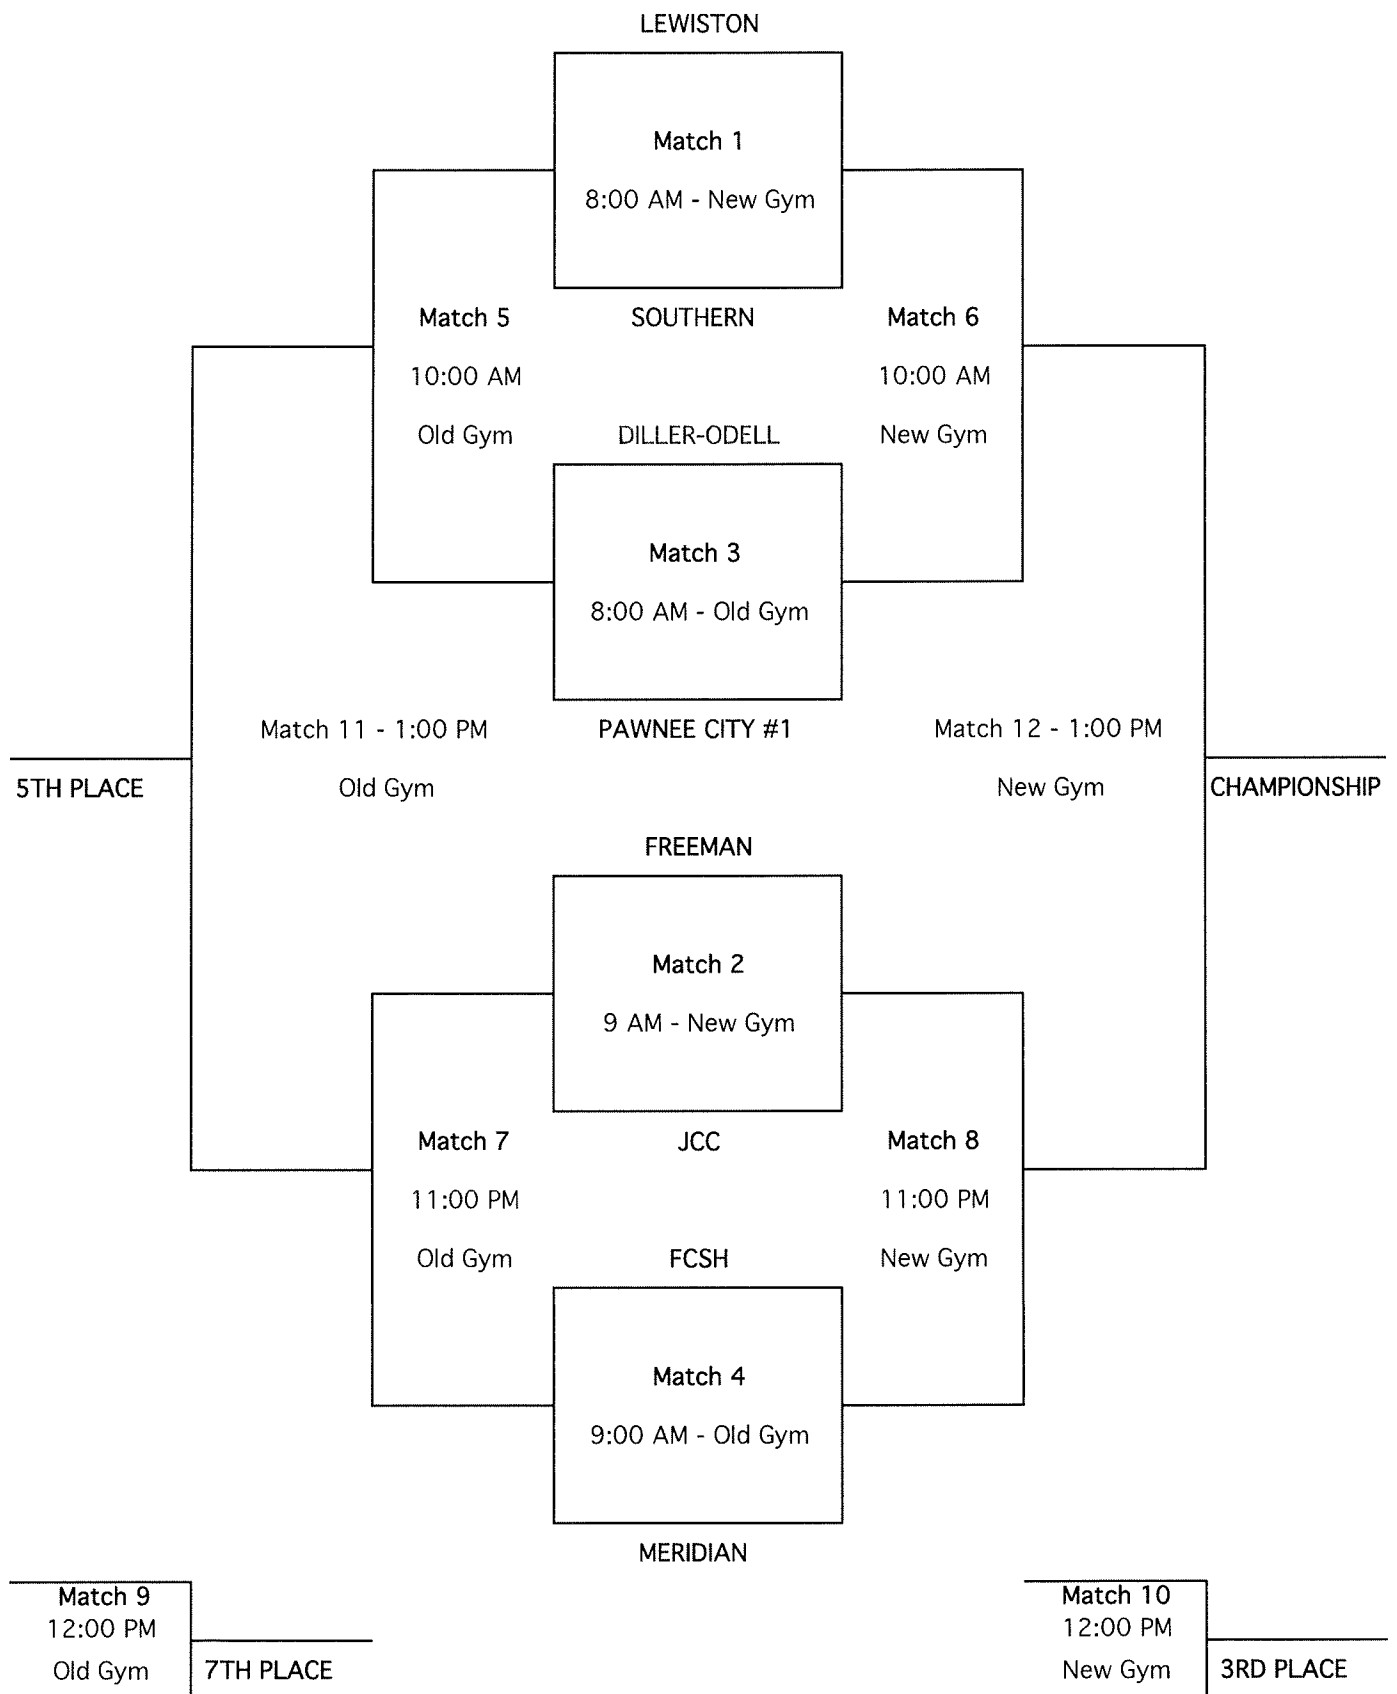 LEWISTON
Match 1
8:00 AM - New Gym
Match 5
SOUTHERN
Match 6
10:00 AM
10:00 AM
Old Gym
DILLER-ODELL
New Gym
Match 3
8:00 AM - Old Gym
Match 11 - 1:00 PM
PAWNEE CITY #1
Match 12 - 1:00 PM
5TH PLACE
Old Gym
New Gym
CHAMPIONSHIP
FREEMAN
Match 2
9 AM - New Gym
Match 7
JCC
Match 8
11:00 PM
11:00 PM
Old Gym
FCSH
New Gym
Match 4
9:00 AM - Old Gym
MERIDIAN
Match 9
12:00 PM
Old Gym
7TH PLACE
Match 10
12:00 PM
New Gym
3RD PLACE